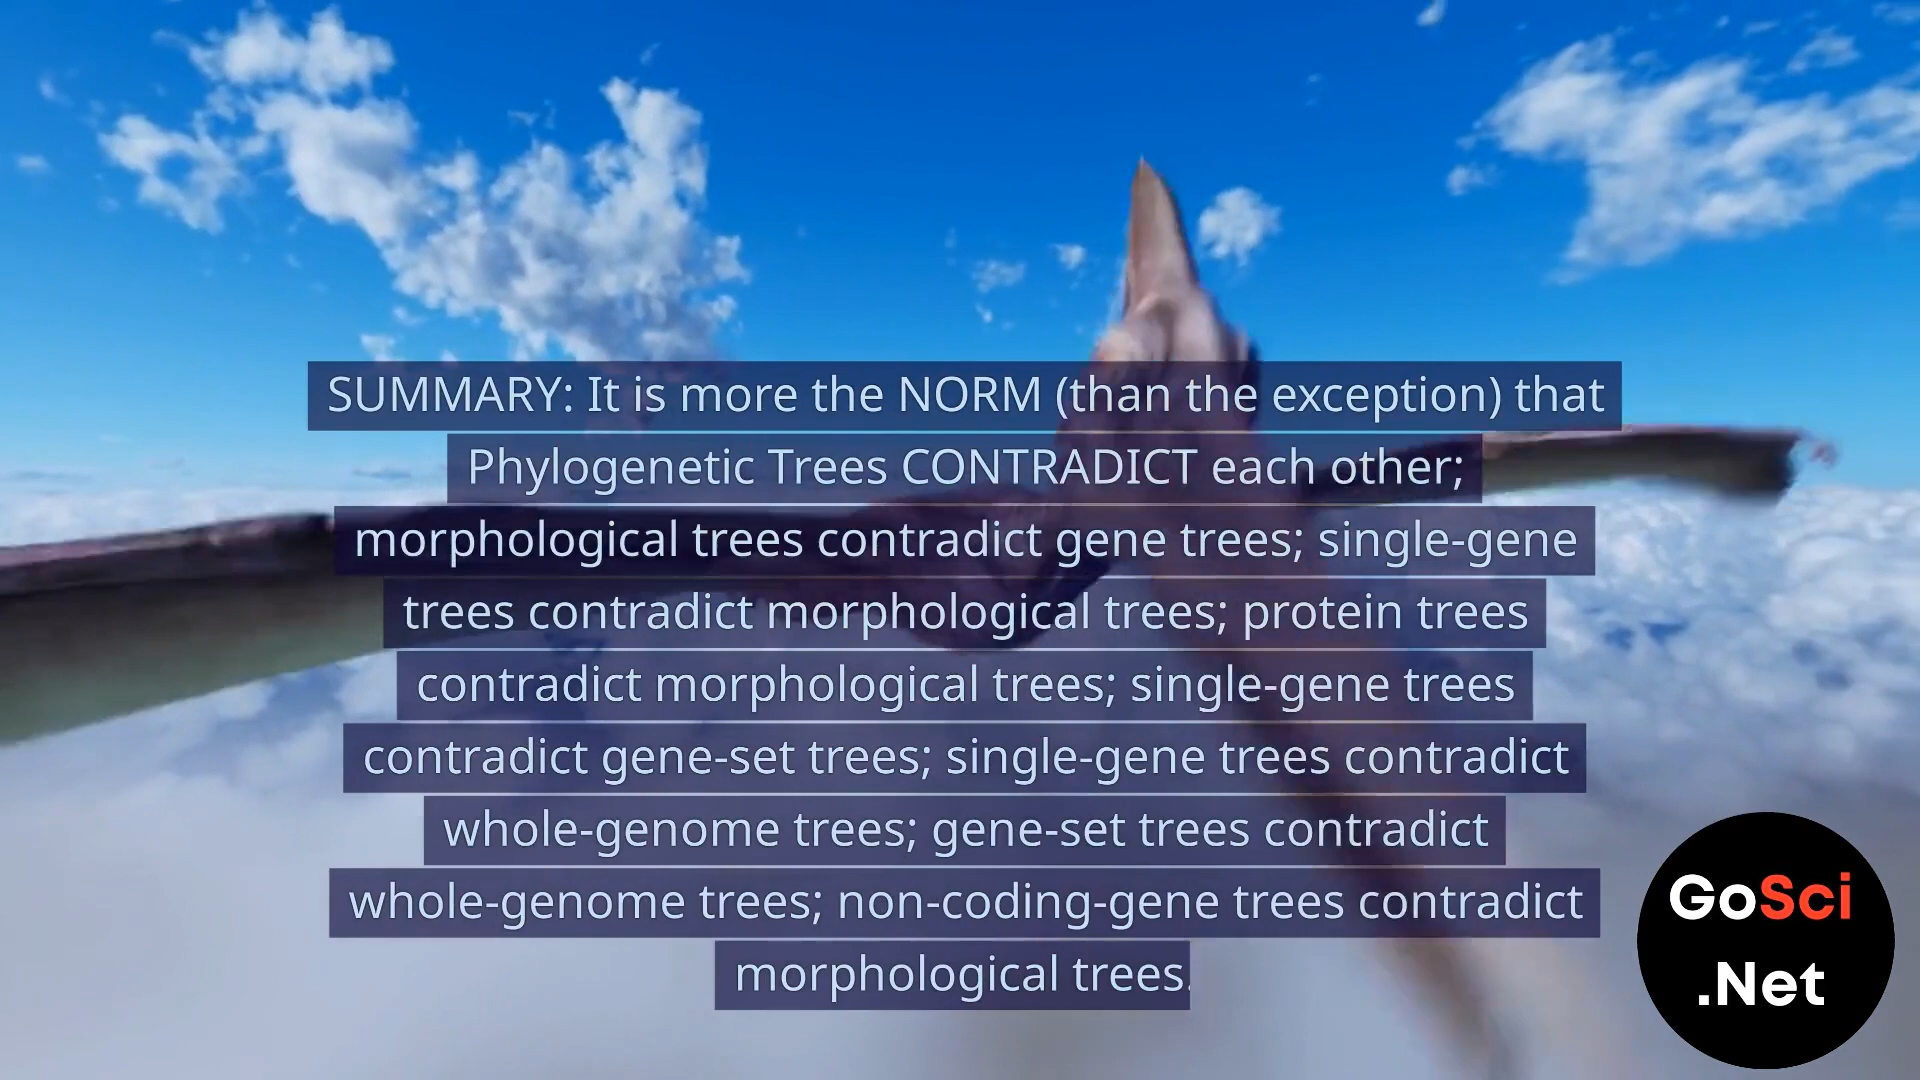 SUMMARY: It is more the NORM (than the exception) that
Phylogenetic Trees CONTRADICT each other;
morphological trees contradict gene trees; single-gene
trees contradict morphological trees; protein trees
contradict morphological trees; single-gene trees
contradict gene-set trees; single-gene trees contradict
whole-genome trees; gene-set trees contradict
whole-genome trees; non-coding-gene trees contradict
morphological trees.
GoSci
.Net